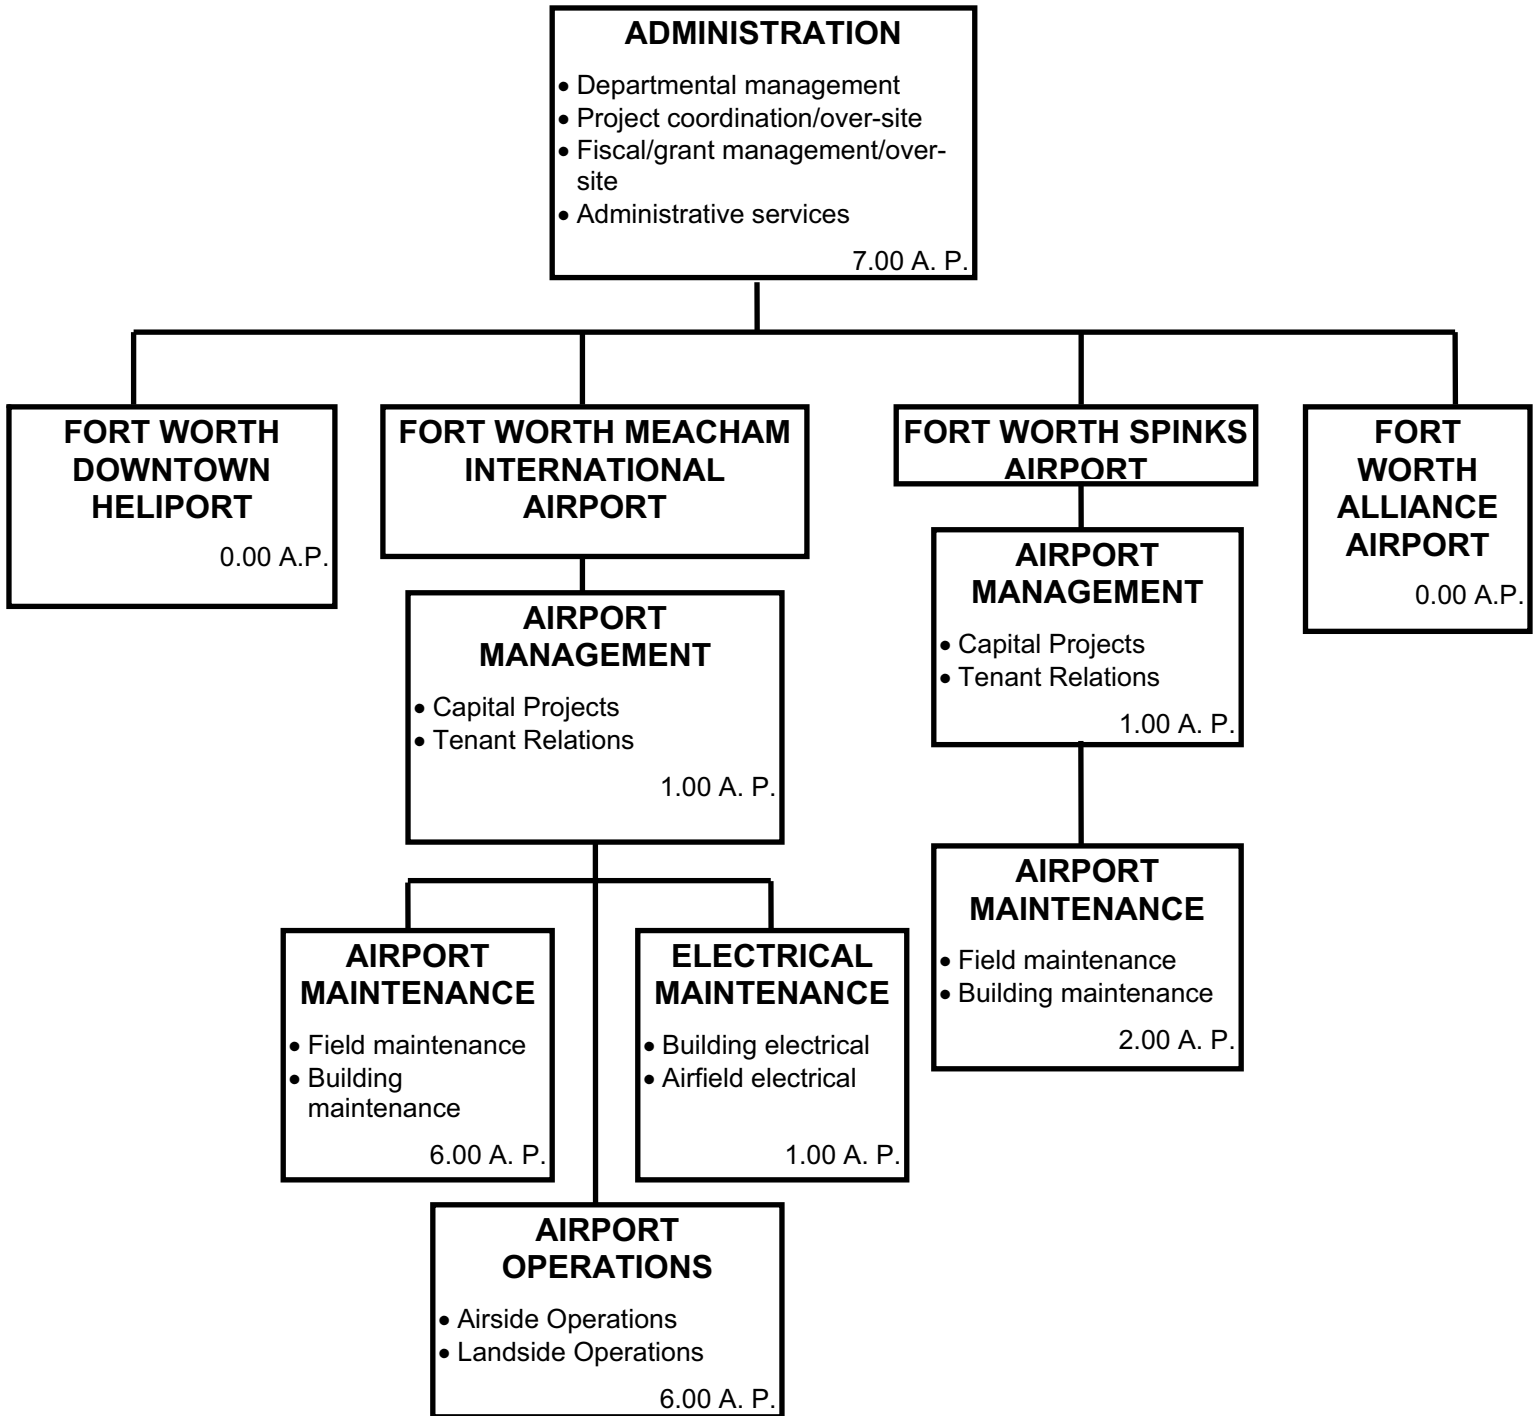 ADMINISTRATION
• Departmental management
• Project coordination/over-site
• Fiscal/grant management/over-
site
• Administrative services
7.00 A. P.
FORT WORTH
DOWNTOWN
HELIPORT
0.00 A.P.
FORT WORTH MEACHAM
INTERNATIONAL
AIRPORT
FORT WORTH SPINKS
AIRPORT
FORT
WORTH
ALLIANCE
AIRPORT
0.00 A.P.
AIRPORT
MANAGEMENT
• Capital Projects
• Tenant Relations
1.00 A. P.
AIRPORT
MANAGEMENT
• Capital Projects
• Tenant Relations
1.00 A. P.
AIRPORT
MAINTENANCE
• Field maintenance
• Building
maintenance
6.00 A. P.
ELECTRICAL
MAINTENANCE
• Building electrical
• Airfield electrical
1.00 A. P.
AIRPORT
MAINTENANCE
• Field maintenance
• Building maintenance
2.00 A. P.
AIRPORT
OPERATIONS
• Airside Operations
• Landside Operations
6.00 A. P.